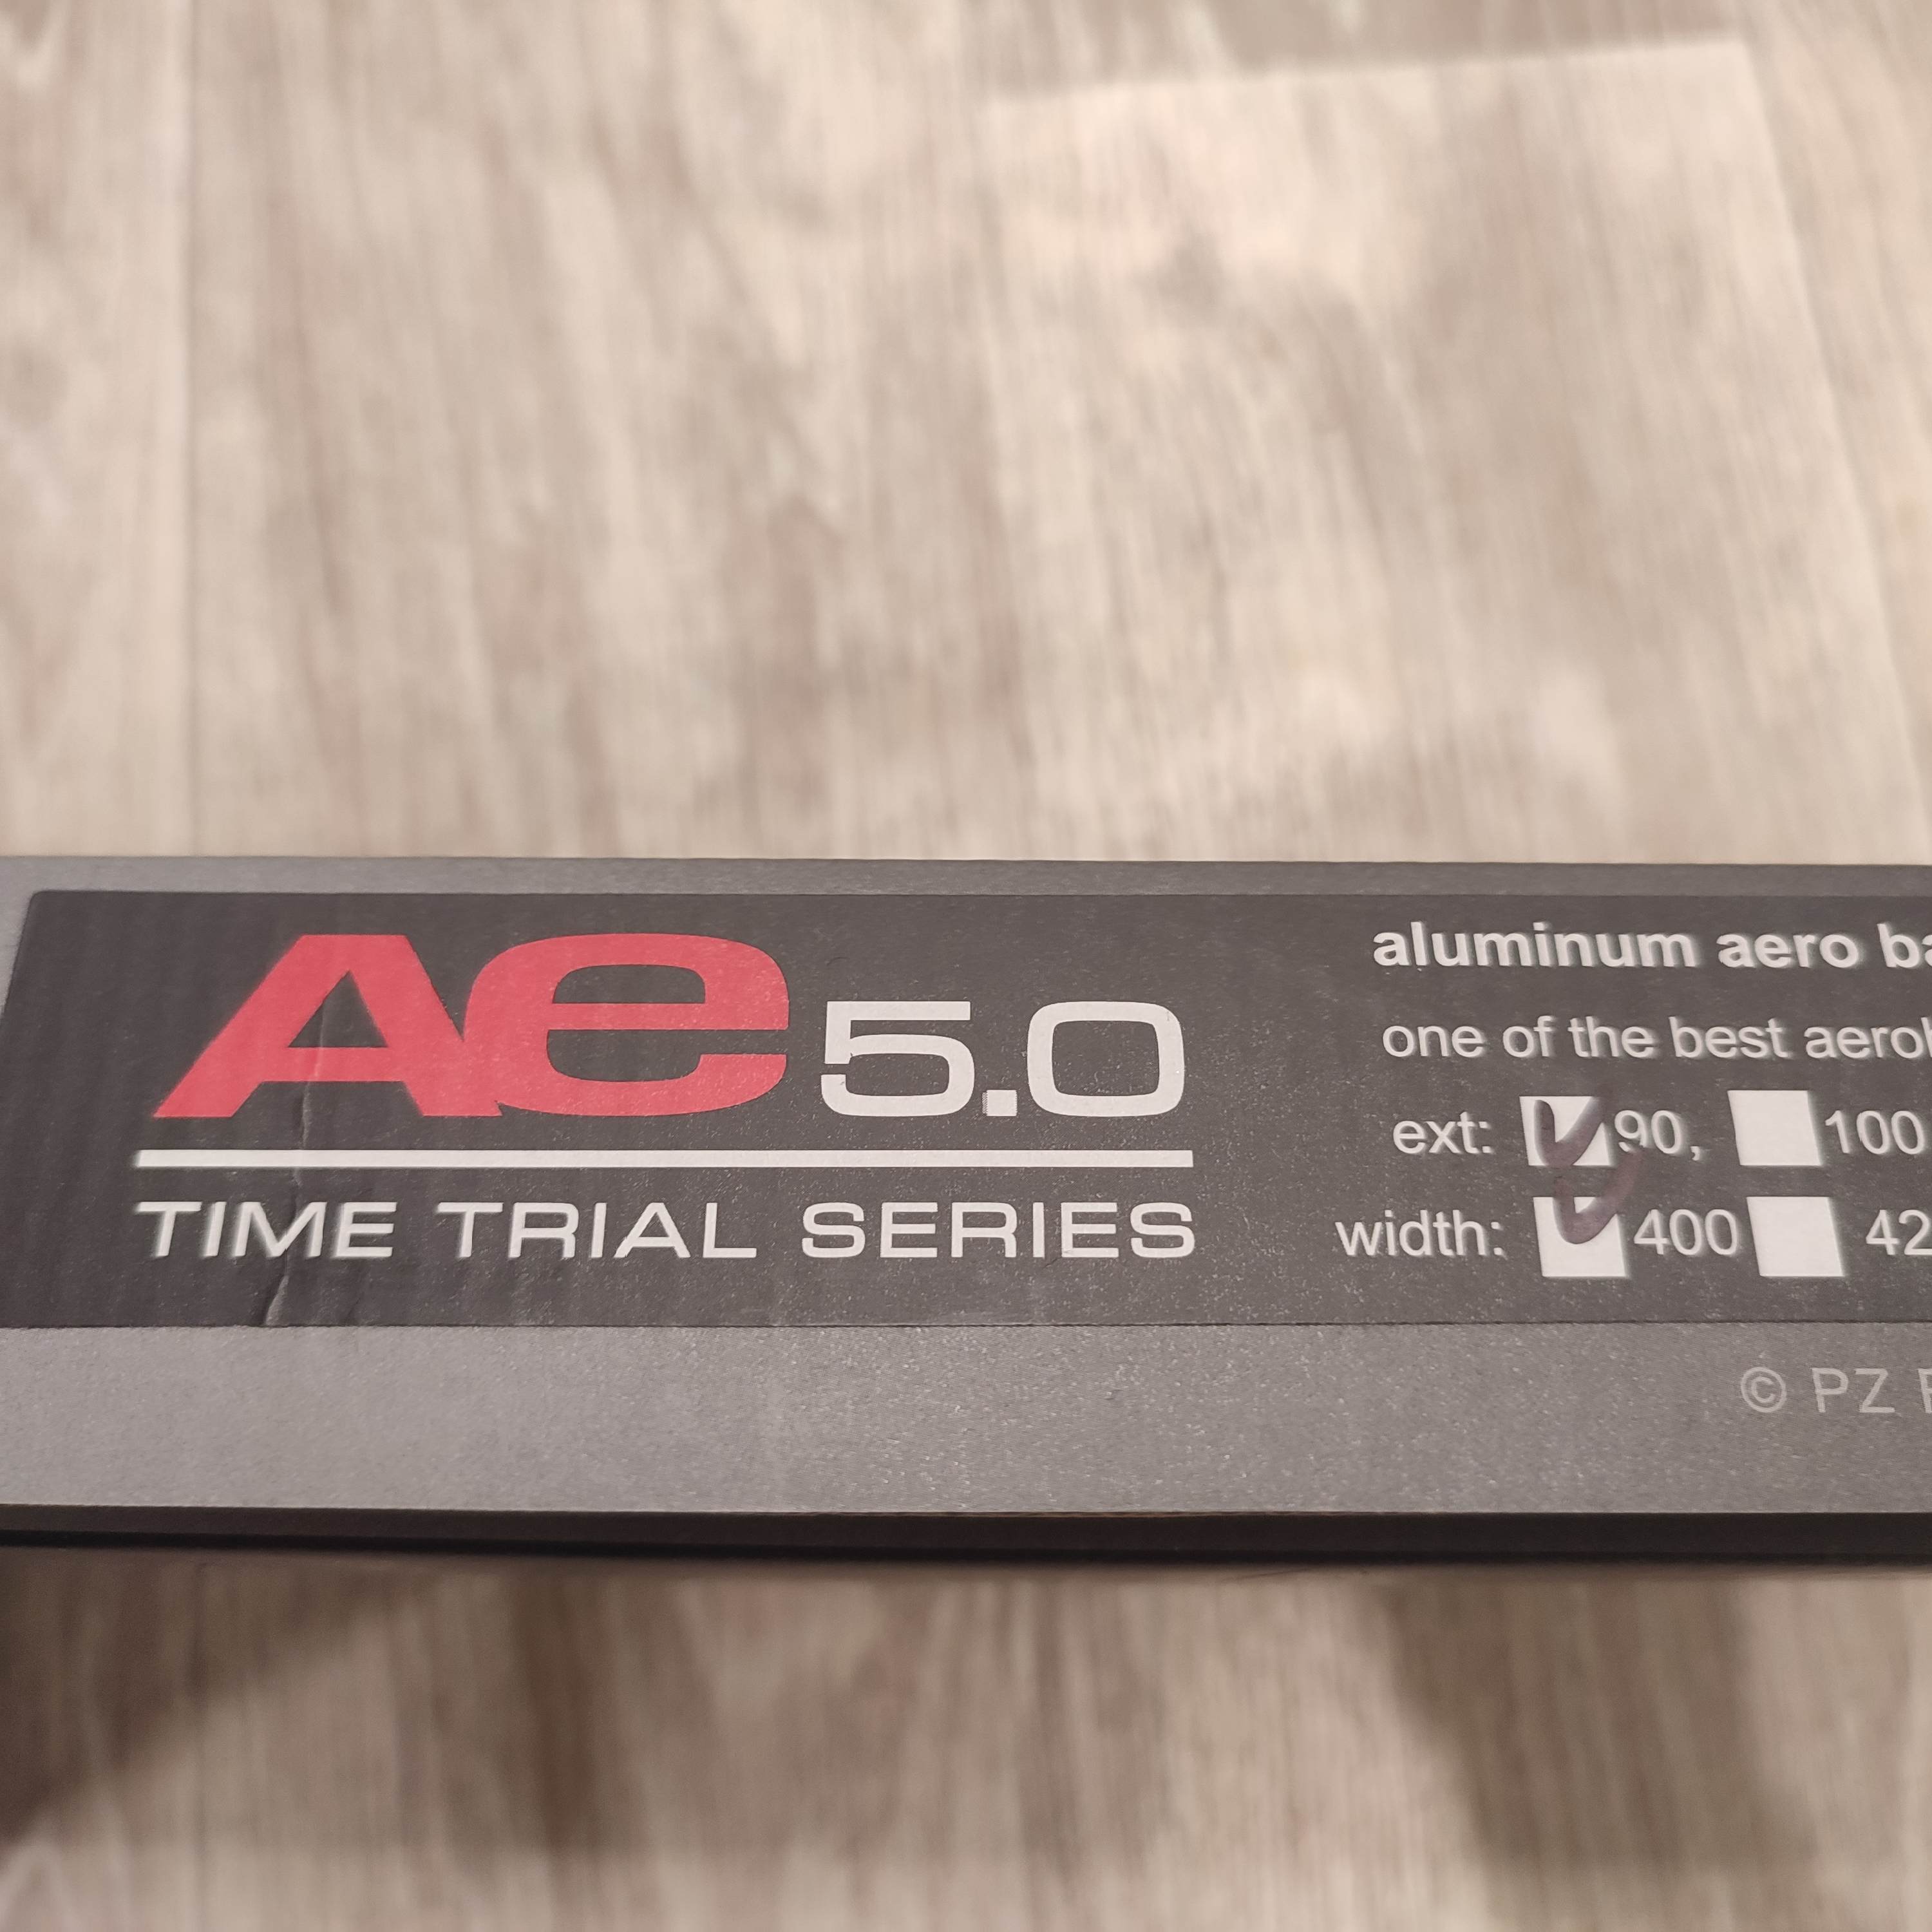 Ae 5.0
TIME TRIAL SERIES
aluminum aero
one of the best
ext: 90, 100
width: 400
© PZ